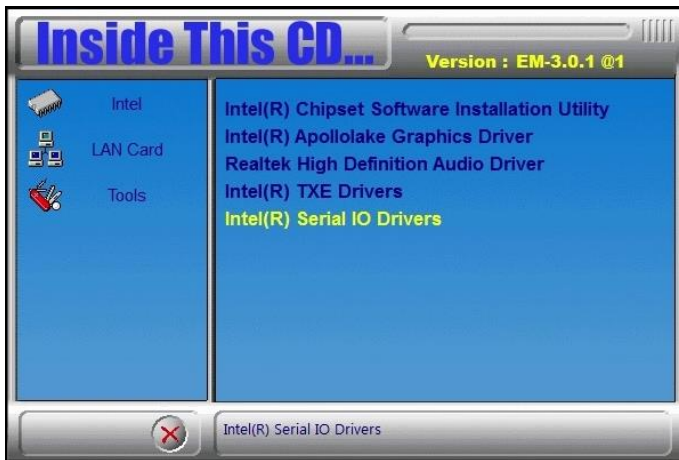 Inside This CD...
Version : EM-3.0.1 @1
Intel
LAN Card
Tools
Intel(R) Chipset Software Installation Utility
Intel(R) Apollolake Graphics Driver
Realtek High Definition Audio Driver
Intel(R) TXE Drivers
Intel(R) Serial IO Drivers
Intel(R) Serial IO Drivers